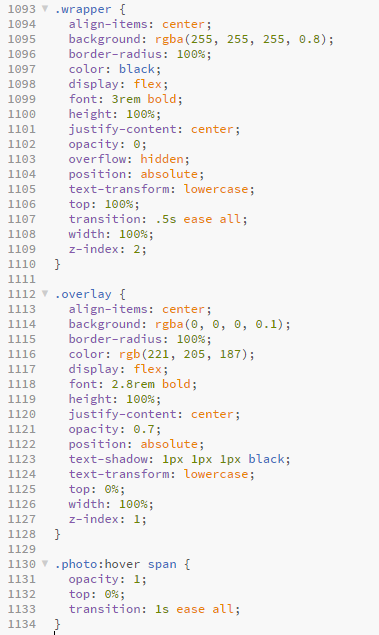 1093 .wrapper {
1094 align-items: center;
1095 background: rgba(255, 255, 255, 0.8);
1096 border-radius: 100%;
1097 color: black;
1098 display: flex;
1099 font: 3rem bold;
1100 height: 100%;
1101 justify-content: center;
1102 opacity: 0;
1103 overflow: hidden;
1104 position: absolute;
1105 text-transform: lowercase;
1106 top: 100%;
1107 transition: .5s ease all;
1108 width: 100%;
1109 z-index: 2;
1110 }
1111
1112 .overlay {
1113 align-items: center;
1114 background: rgba(0, 0, 0, 0.1);
1115 border-radius: 100%;
1116 color: rgb(221, 205, 187);
1117 display: flex;
1118 font: 2.8rem bold;
1119 height: 100%;
1120 justify-content: center;
1121 opacity: 0.7;
1122 position: absolute;
1123 text-shadow: 1px 1px 1px black;
1124 text-transform: lowercase;
1125 top: 0%;
1126 width: 100%;
1127 z-index: 1;
1128 }
1129
1130 .photo:hover span {
1131 opacity: 1;
1132 top: 0%;
1133 transition: 1s ease all;
1134 }